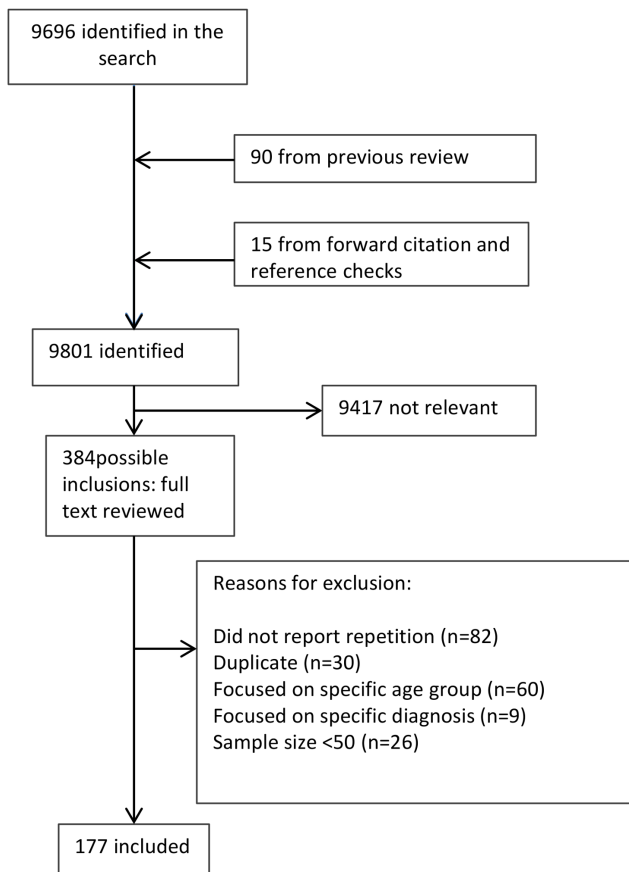 9696 identified in the
search
90 from previous review
15 from forward citation and
reference checks
9801 identified
9417 not relevant
384possible
inclusions: full
text reviewed
Reasons for exclusion:
Did not report repetition (n=82)
Duplicate (n=30)
Focused on specific age group (n=60)
Focused on specific diagnosis (n=9)
Sample size <50 (n=26)
177 included